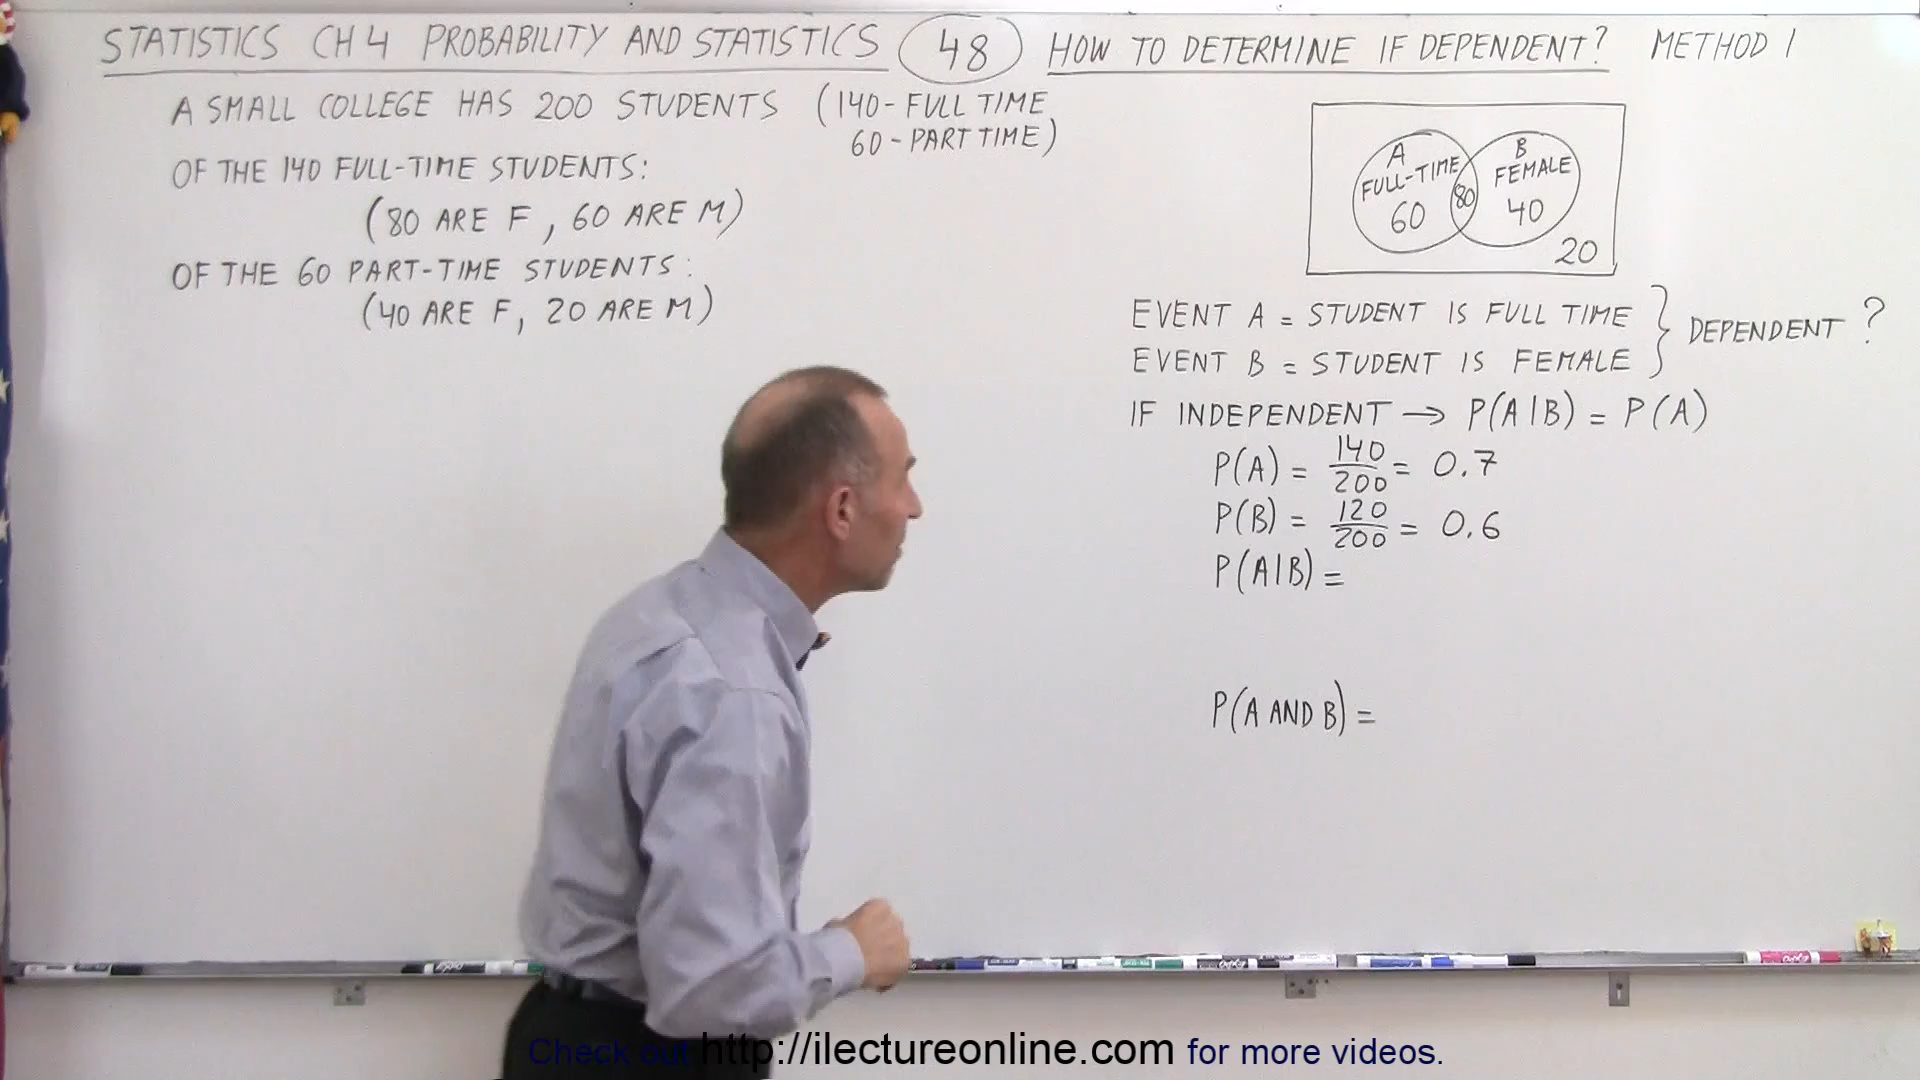 STATISTICS CH 4 PROBABILITY AND STATISTICS 48 HOW TO DETERMINE IF DEPENDENT? METHOD 1
A SMALL COLLEGE HAS 200 STUDENTS (140-FULL TIME
60-PART TIME)
OF THE 140 FULL-TIME STUDENTS:
(80 ARE F, 60 ARE M)
OF THE 60 PART-TIME STUDENTS:
(40 ARE F, 20 ARE M)
A
FULL-TIME
60
80
B
FEMALE
40
20
EVENT A = STUDENT IS FULL TIME
EVENT B = STUDENT IS FEMALE
} DEPENDENT ?
IF INDEPENDENT → P(A|B) = P(A)
P(A) = 140/200 = 0.7
P(B) = 120/200 = 0.6
P(A|B) =
P(A AND B) =
Check out http://ilectureonline.com for more videos.